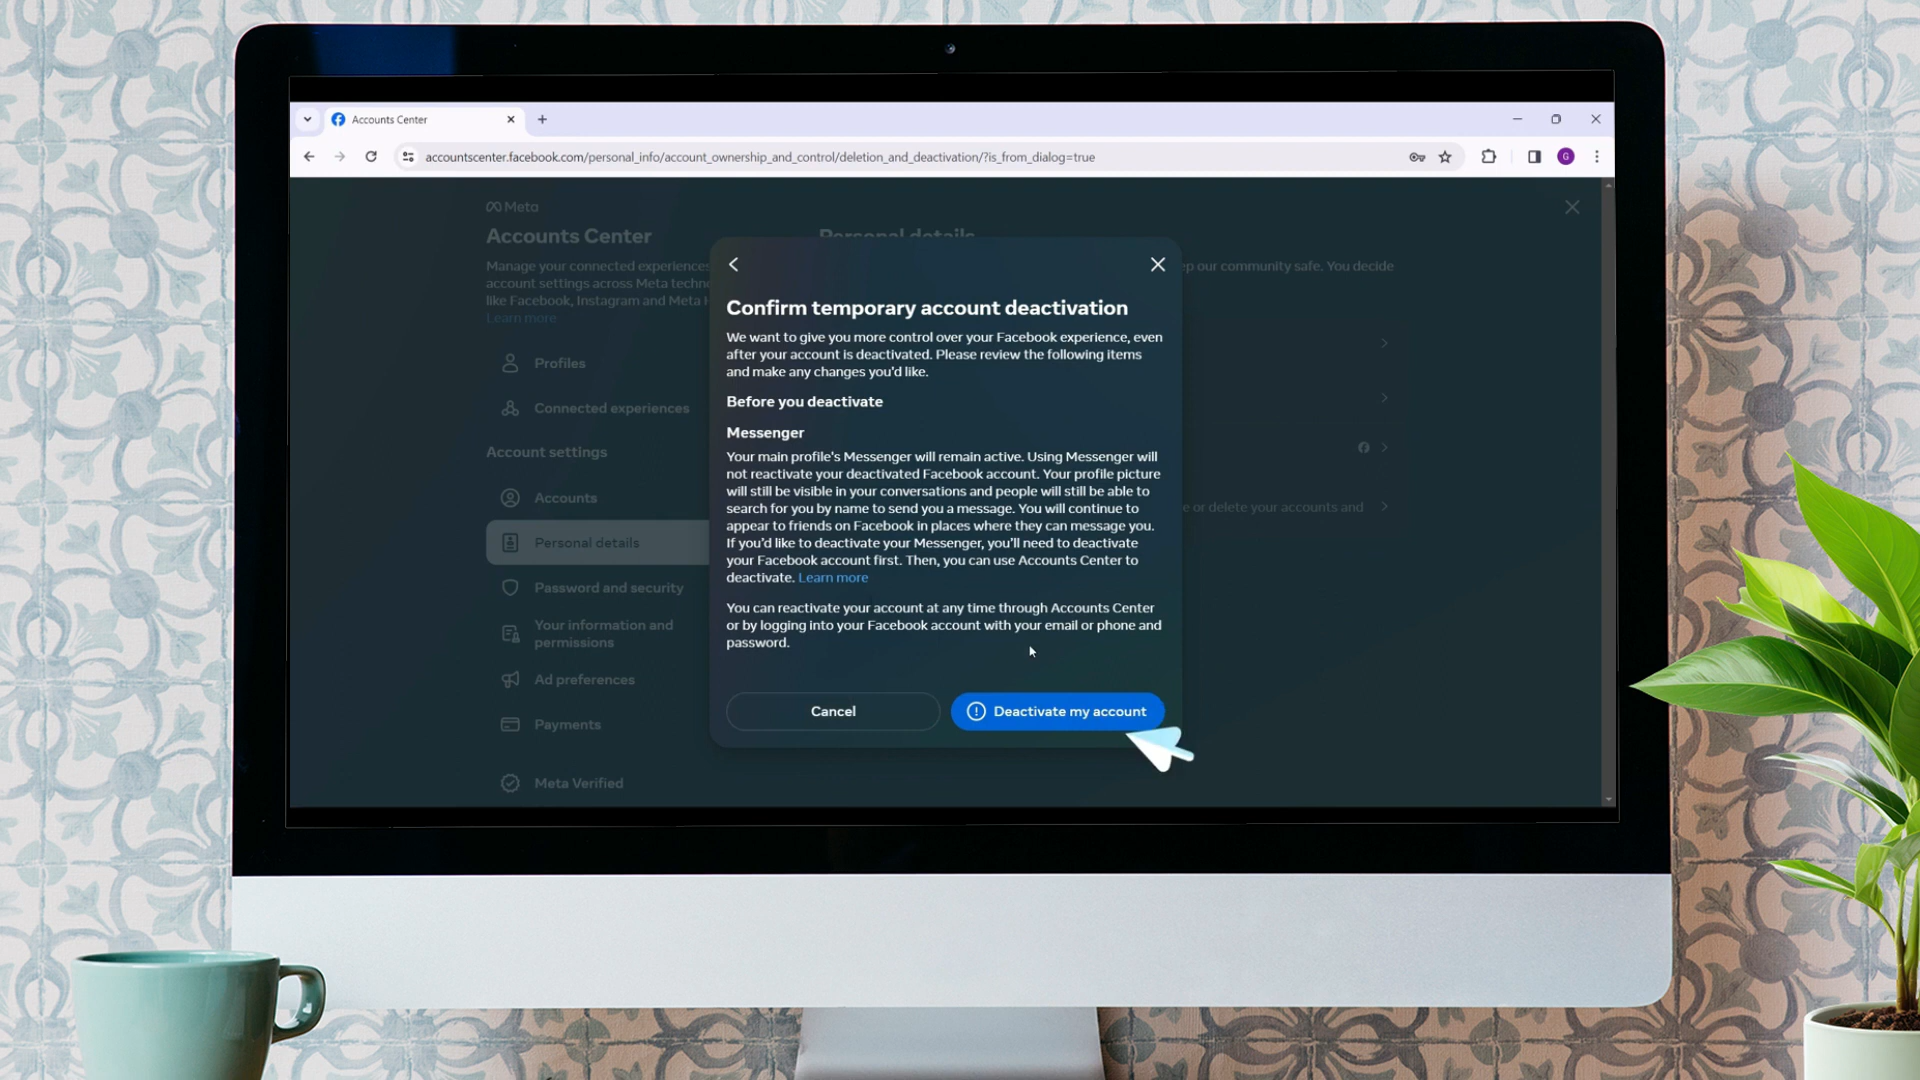 Accounts Center
accountscenter.facebook.com/personal_info/account_ownership_and_control/deletion_and_deactivation/?is_from_dialog=true
G
Meta
Accounts Center
Personal details
Manage your connected experiences
account settings across Meta techno
like Facebook, Instagram and Meta H
Learn more
ep our community safe. You decide
Profiles
Connected experiences
Account settings
Accounts
Personal details
Password and security
Your information and
permissions
Ad preferences
Payments
Meta Verified
e or delete your accounts and
Confirm temporary account deactivation
We want to give you more control over your Facebook experience, even
after your account is deactivated. Please review the following items
and make any changes you'd like.
Before you deactivate
Messenger
Your main profile's Messenger will remain active. Using Messenger will
not reactivate your deactivated Facebook account. Your profile picture
will still be visible in your conversations and people will still be able to
search for you by name to send you a message. You will continue to
appear to friends on Facebook in places where they can message you.
If you'd like to deactivate your Messenger, you'll need to deactivate
your Facebook account first. Then, you can use Accounts Center to
deactivate. Learn more
You can reactivate your account at any time through Accounts Center
or by logging into your Facebook account with your email or phone and
password.
Cancel
Deactivate my account